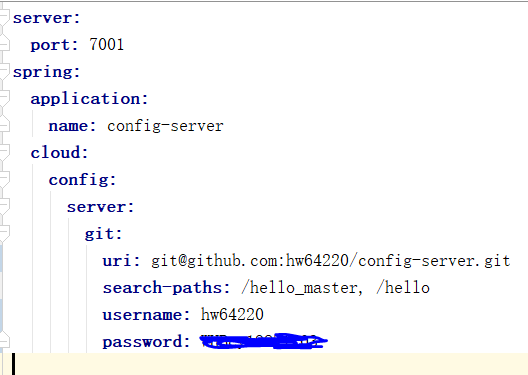 server:
port: 7001
spring:
application:
name: config-server
cloud:
config:
server:
git:
uri: git@github.com:hw64220/config-server.git
search-paths: /hello_master, /hello
username: hw64220
password: